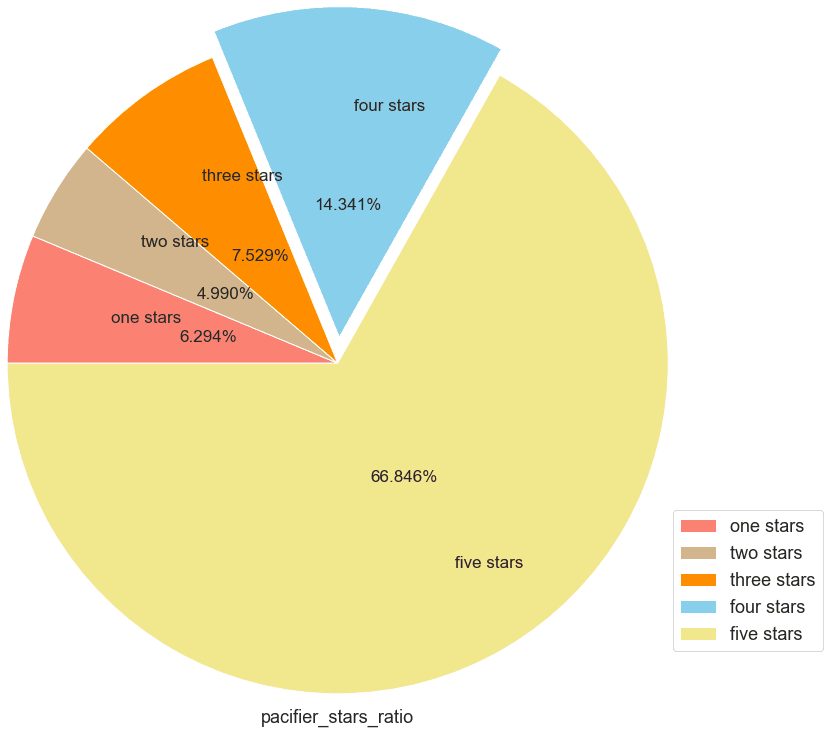 four stars
three stars
14.341%
two stars
7.529%
4.990%
one stars
6.294%
66.846%
five stars
one stars
two stars
three stars
four stars
five stars
pacifier_stars_ratio